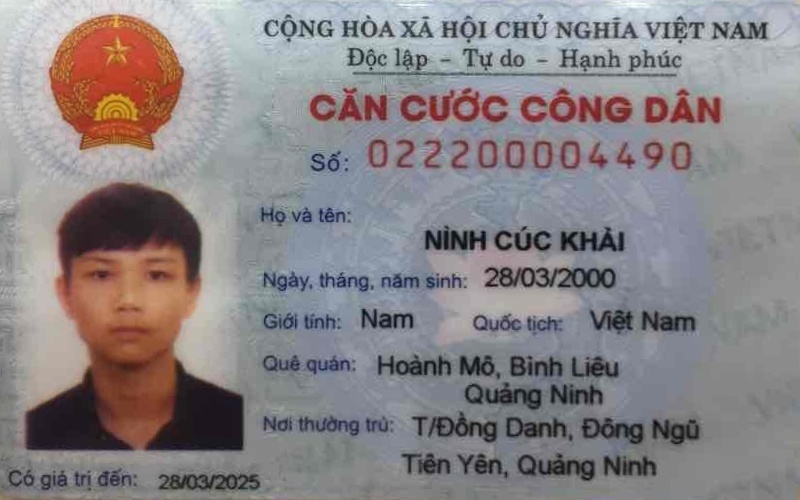 CỘNG HÒA XÃ HỘI CHỦ NGHĨA VIỆT NAM
Độc lập - Tự do - Hạnh phúc
CĂN CƯỚC CÔNG DÂN
Số: 022200004490
Họ và tên:
NÌNH CÚC KHẢI
Ngày, tháng, năm sinh: 28/03/2000
Giới tính: Nam Quốc tịch: Việt Nam
Quê quán: Hoành Mô, Bình Liêu
Quảng Ninh
Nơi thường trú: T/Đồng Danh, Đông Ngũ
Tiên Yên, Quảng Ninh
Có giá trị đến: 28/03/2025